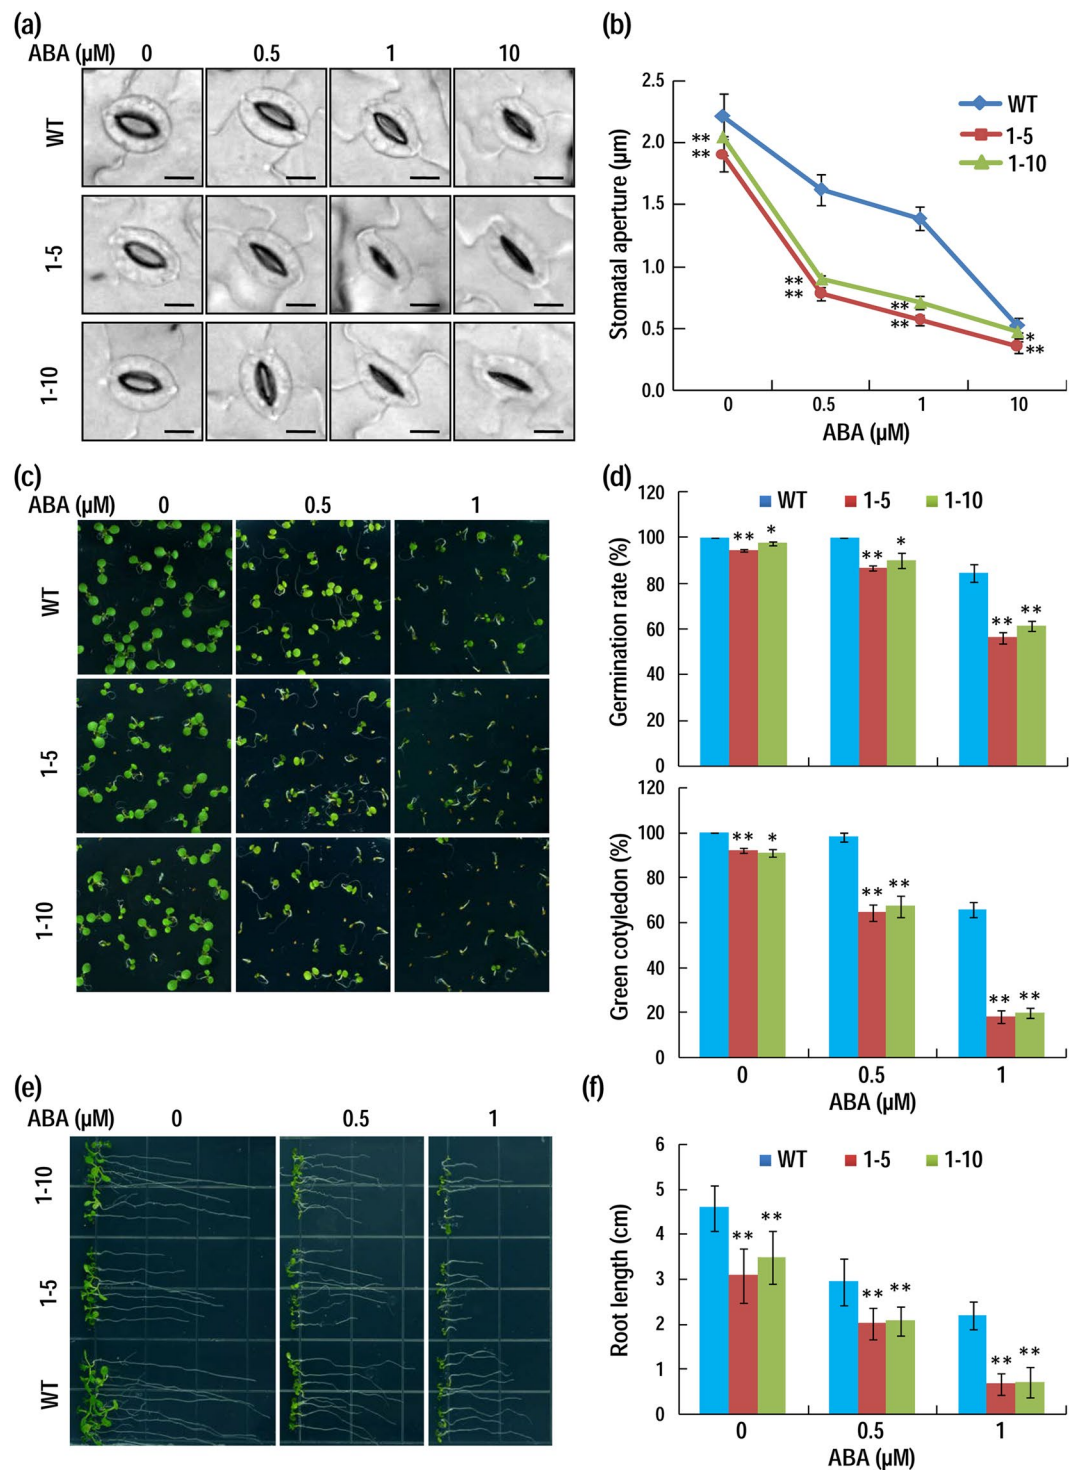 (a)
ABA (µM) 0 0.5 1 10
WT
1-5
1-10
(b)
2.5
2.0
1.5
1.0
0.5
0.0
Stomatal aperture (µm)
WT
1-5
1-10
**
**
**
**
**
**
*
**
0 0.5 1 10
ABA (µM)
(c)
ABA (µM) 0 0.5 1
WT
1-5
1-10
(d)
120
100
80
60
40
20
0
Germination rate (%)
WT 1-5 1-10
** * ** * ** **
120
100
80
60
40
20
0
Green cotyledon (%)
** * ** ** ** **
0 0.5 1
ABA (µM)
(e)
ABA (µM) 0 0.5 1
1-10
1-5
WT
(f)
6
5
4
3
2
1
0
Root length (cm)
WT 1-5 1-10
** ** ** ** ** **
0 0.5 1
ABA (µM)